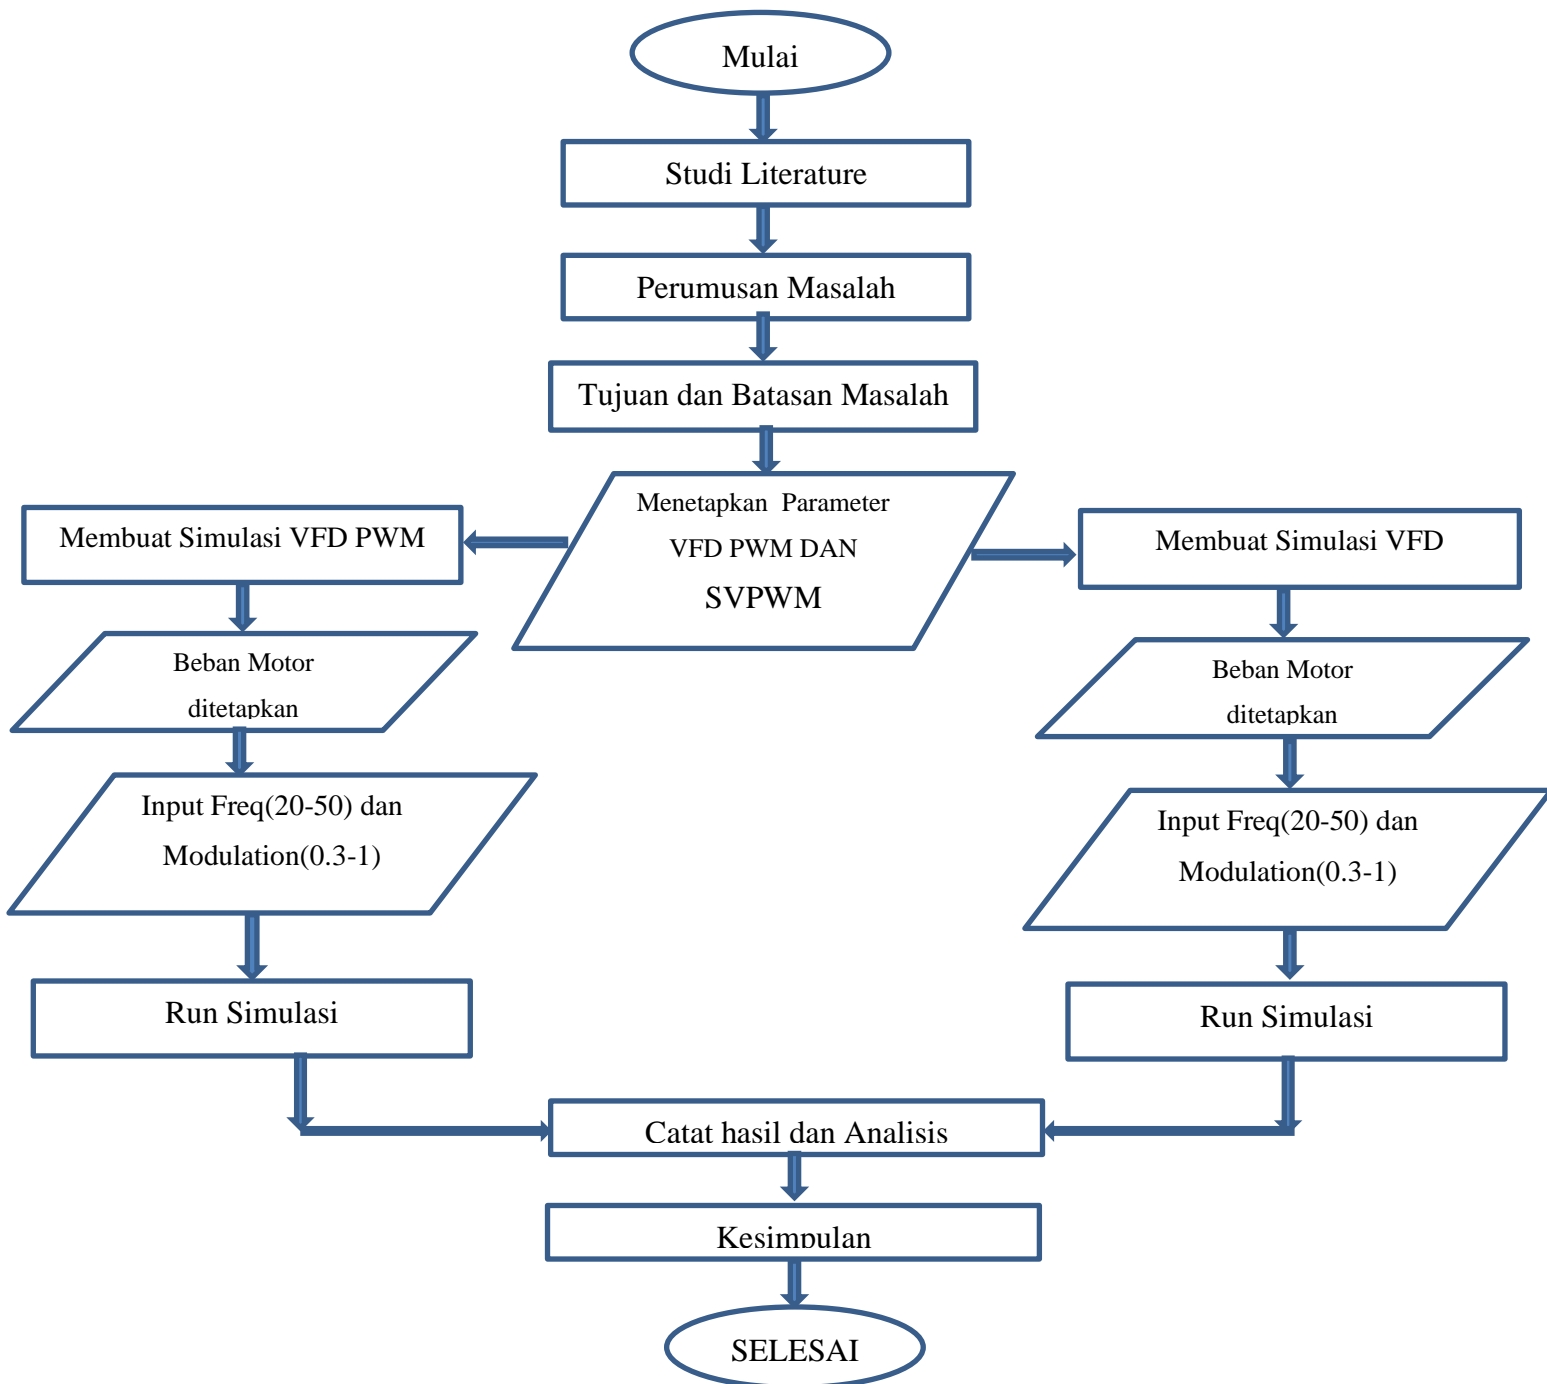 Mulai
Studi Literature
Perumusan Masalah
Tujuan dan Batasan Masalah
Menetapkan Parameter
VFD PWM DAN
SVPWM
Membuat Simulasi VFD PWM
Beban Motor
ditetapkan
Input Freq(20-50) dan
Modulation(0.3-1)
Run Simulasi
Membuat Simulasi VFD
Beban Motor
ditetapkan
Input Freq(20-50) dan
Modulation(0.3-1)
Run Simulasi
Catat hasil dan Analisis
Kesimpulan
SELESAI